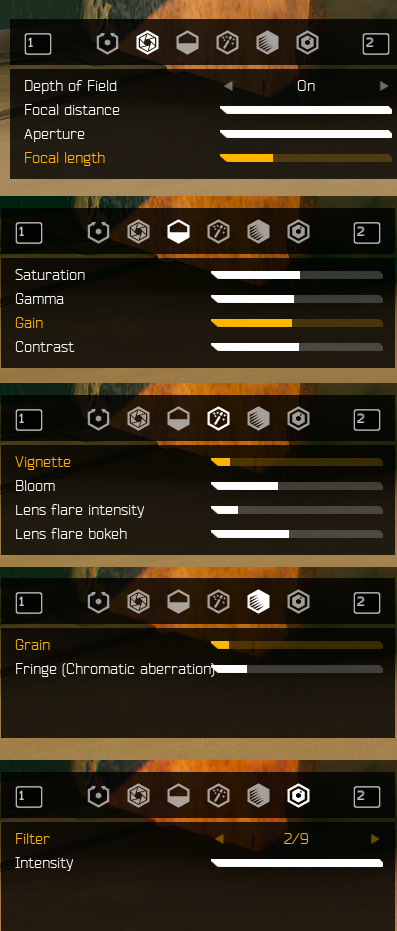 1 2
Depth of Field On
Focal distance
Aperture
Focal length
1 2
Saturation
Gamma
Gain
Contrast
1 2
Vignette
Bloom
Lens flare intensity
Lens flare bokeh
1 2
Grain
Fringe (Chromatic aberration)
1 2
Filter 2/9
Intensity